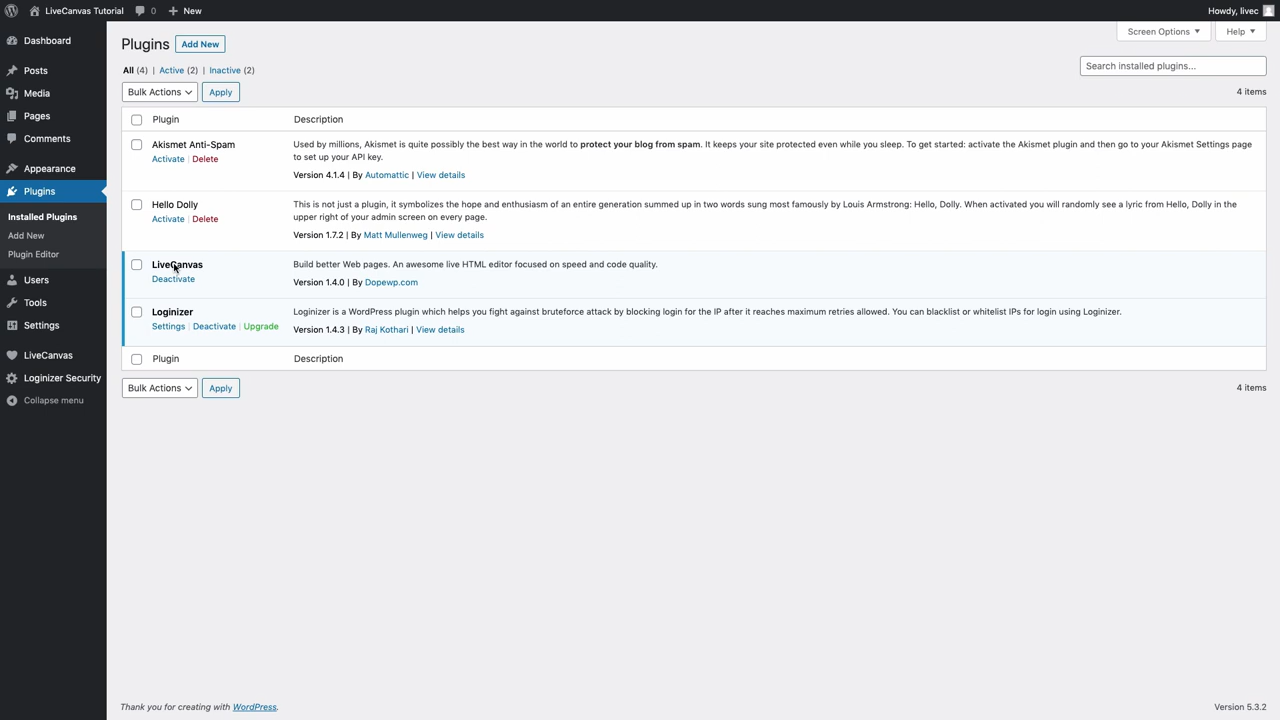 LiveCanvas Tutorial 0 New Howdy, livec
Dashboard
Posts
Media
Pages
Comments
Appearance
Plugins
Installed Plugins
Add New
Plugin Editor
Users
Tools
Settings
LiveCanvas
Loginizer Security
Collapse menu
Screen Options Help
Plugins Add New
All (4) | Active (2) | Inactive (2)
Search installed plugins...
Bulk Actions Apply 4 items
Plugin Description
Akismet Anti-Spam
Activate | Delete
Used by millions, Akismet is quite possibly the best way in the world to protect your blog from spam. It keeps your site protected even while you sleep. To get started: activate the Akismet plugin and then go to your Akismet Settings page
to set up your API key.
Version 4.1.4 | By Automattic | View details
Hello Dolly
Activate | Delete
This is not just a plugin, it symbolizes the hope and enthusiasm of an entire generation summed up in two words sung most famously by Louis Armstrong: Hello, Dolly. When activated you will randomly see a lyric from Hello, Dolly in the
upper right of your admin screen on every page.
Version 1.7.2 | By Matt Mullenweg | View details
LiveCanvas
Deactivate
Build better Web pages. An awesome live HTML editor focused on speed and code quality.
Version 1.4.0 | By Dopewp.com
Loginizer
Settings | Deactivate | Upgrade
Loginizer is a WordPress plugin which helps you fight against bruteforce attack by blocking login for the IP after it reaches maximum retries allowed. You can blacklist or whitelist IPs for login using Loginizer.
Version 1.4.3 | By Raj Kothari | View details
Plugin Description
Bulk Actions Apply 4 items
Thank you for creating with WordPress. Version 5.3.2